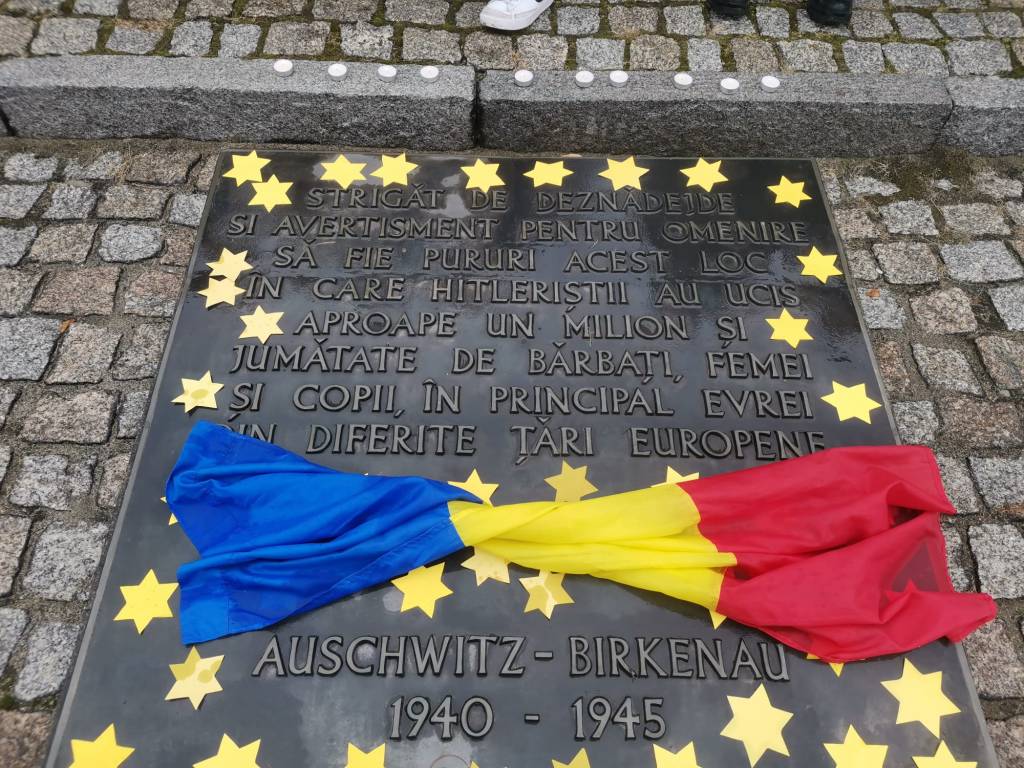 STRIGĂT DE DEZNĂDEJDE
ȘI AVERTISMENT PENTRU OMENIRE
SĂ FIE PURURI ACEST LOC
ÎN CARE HITLERIȘTII AU UCIS
APROAPE UN MILION ȘI
JUMĂTATE DE BĂRBAȚI, FEMEI
ȘI COPII, ÎN PRINCIPAL EVREI
DIN DIFERITE ȚĂRI EUROPENE
AUSCHWITZ - BIRKENAU
1940 - 1945